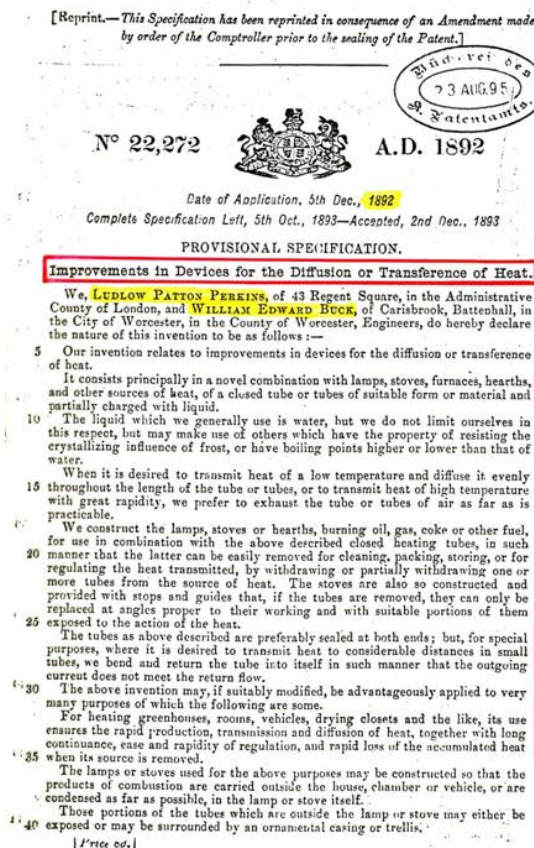 [Reprint.—This Specification has been reprinted in consequence of an Amendment made
by order of the Comptroller prior to the sealing of the Patent.]
Bücherei des
23 AUG.95
K. Patentamts.
Nº 22,272 A.D. 1892
Date of Application, 5th Dec., 1892
Complete Specification Left, 5th Oct., 1893—Accepted, 2nd Dec., 1893
PROVISIONAL SPECIFICATION.
Improvements in Devices for the Diffusion or Transference of Heat.
We, LUDLOW PATTON PERKINS, of 43 Regent Square, in the Administrative
County of London, and WILLIAM EDWARD BUCK, of Carisbrook, Battenhall, in
the City of Worcester, in the County of Worcester, Engineers, do hereby declare
the nature of this invention to be as follows :—
5 Our invention relates to improvements in devices for the diffusion or transference
of heat.
It consists principally in a novel combination with lamps, stoves, furnaces, hearths,
and other sources of heat, of a closed tube or tubes of suitable form or material and
partially charged with liquid.
10 The liquid which we generally use is water, but we do not limit ourselves in
this respect, but may make use of others which have the property of resisting the
crystallizing influence of frost, or have boiling points higher or lower than that of
water.
When it is desired to transmit heat of a low temperature and diffuse it evenly
15 throughout the length of the tube or tubes, or to transmit heat of high temperature
with great rapidity, we prefer to exhaust the tube or tubes of air as far as is
practicable.
We construct the lamps, stoves or hearths, burning oil, gas, coke or other fuel,
for use in combination with the above described closed heating tubes, in such
20 manner that the latter can be easily removed for cleaning, packing, storing, or for
regulating the heat transmitted, by withdrawing or partially withdrawing one or
more tubes from the source of heat. The stoves are also so constructed and
provided with stops and guides that, if the tubes are removed, they can only be
replaced at angles proper to their working and with suitable portions of them
25 exposed to the action of the heat.
The tubes as above described are preferably sealed at both ends; but, for special
purposes, where it is desired to transmit heat to considerable distances in small
tubes, we bend and return the tube into itself in such manner that the outgoing
current does not meet the return flow.
30 The above invention may, if suitably modified, be advantageously applied to very
many purposes of which the following are some.
For heating greenhouses, rooms, vehicles, drying closets and the like, its use
ensures the rapid production, transmission and diffusion of heat, together with long
continuance, ease and rapidity of regulation, and rapid loss of the accumulated heat
35 when its source is removed.
The lamps or stoves used for the above purposes may be constructed so that the
products of combustion are carried outside the house, chamber or vehicle, or are
condensed as far as possible, in the lamp or stove itself.
Those portions of the tubes which are outside the lamp or stove may either be
40 exposed or may be surrounded by an ornamental casing or trellis.
[Price